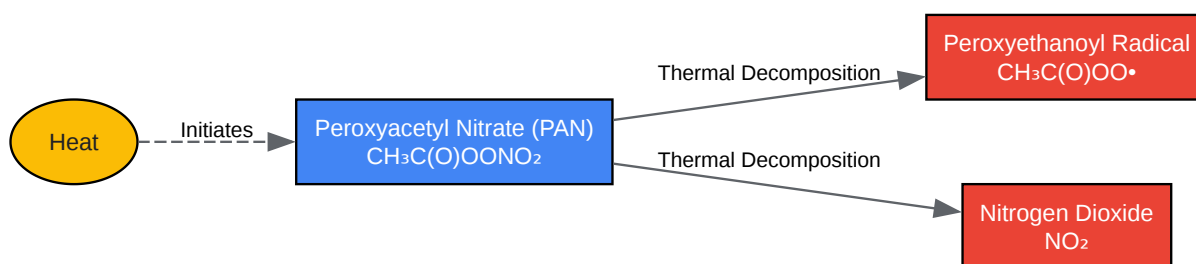 Heat
Initiates
Peroxyacetyl Nitrate (PAN)
CH₃C(O)OONO₂
Thermal Decomposition
Peroxyethanoyl Radical
CH₃C(O)OO•
Thermal Decomposition
Nitrogen Dioxide
NO₂